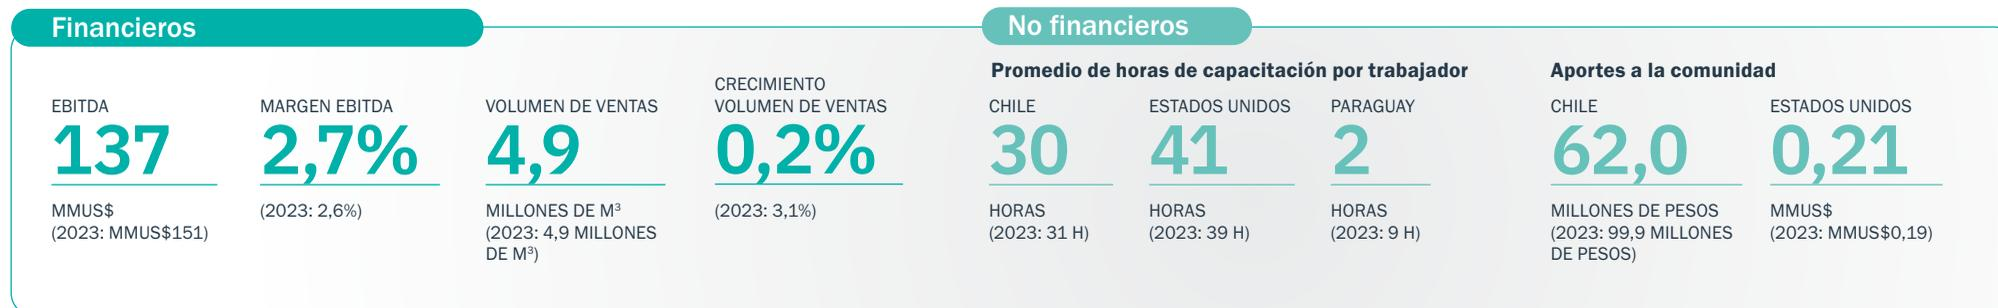 Financieros
EBITDA
137
MMUS$
(2023: MMUS$151)
MARGEN EBITDA
2,7%
(2023: 2,6%)
VOLUMEN DE VENTAS
4,9
MILLONES DE M³
(2023: 4,9 MILLONES
DE M³)
CRECIMIENTO
VOLUMEN DE VENTAS
0,2%
(2023: 3,1%)
No financieros
Promedio de horas de capacitación por trabajador
CHILE
30
HORAS
(2023: 31 H)
ESTADOS UNIDOS
41
HORAS
(2023: 39 H)
PARAGUAY
2
HORAS
(2023: 9 H)
Aportes a la comunidad
CHILE
62,0
MILLONES DE PESOS
(2023: 99,9 MILLONES
DE PESOS)
ESTADOS UNIDOS
0,21
MMUS$
(2023: MMUS$0,19)